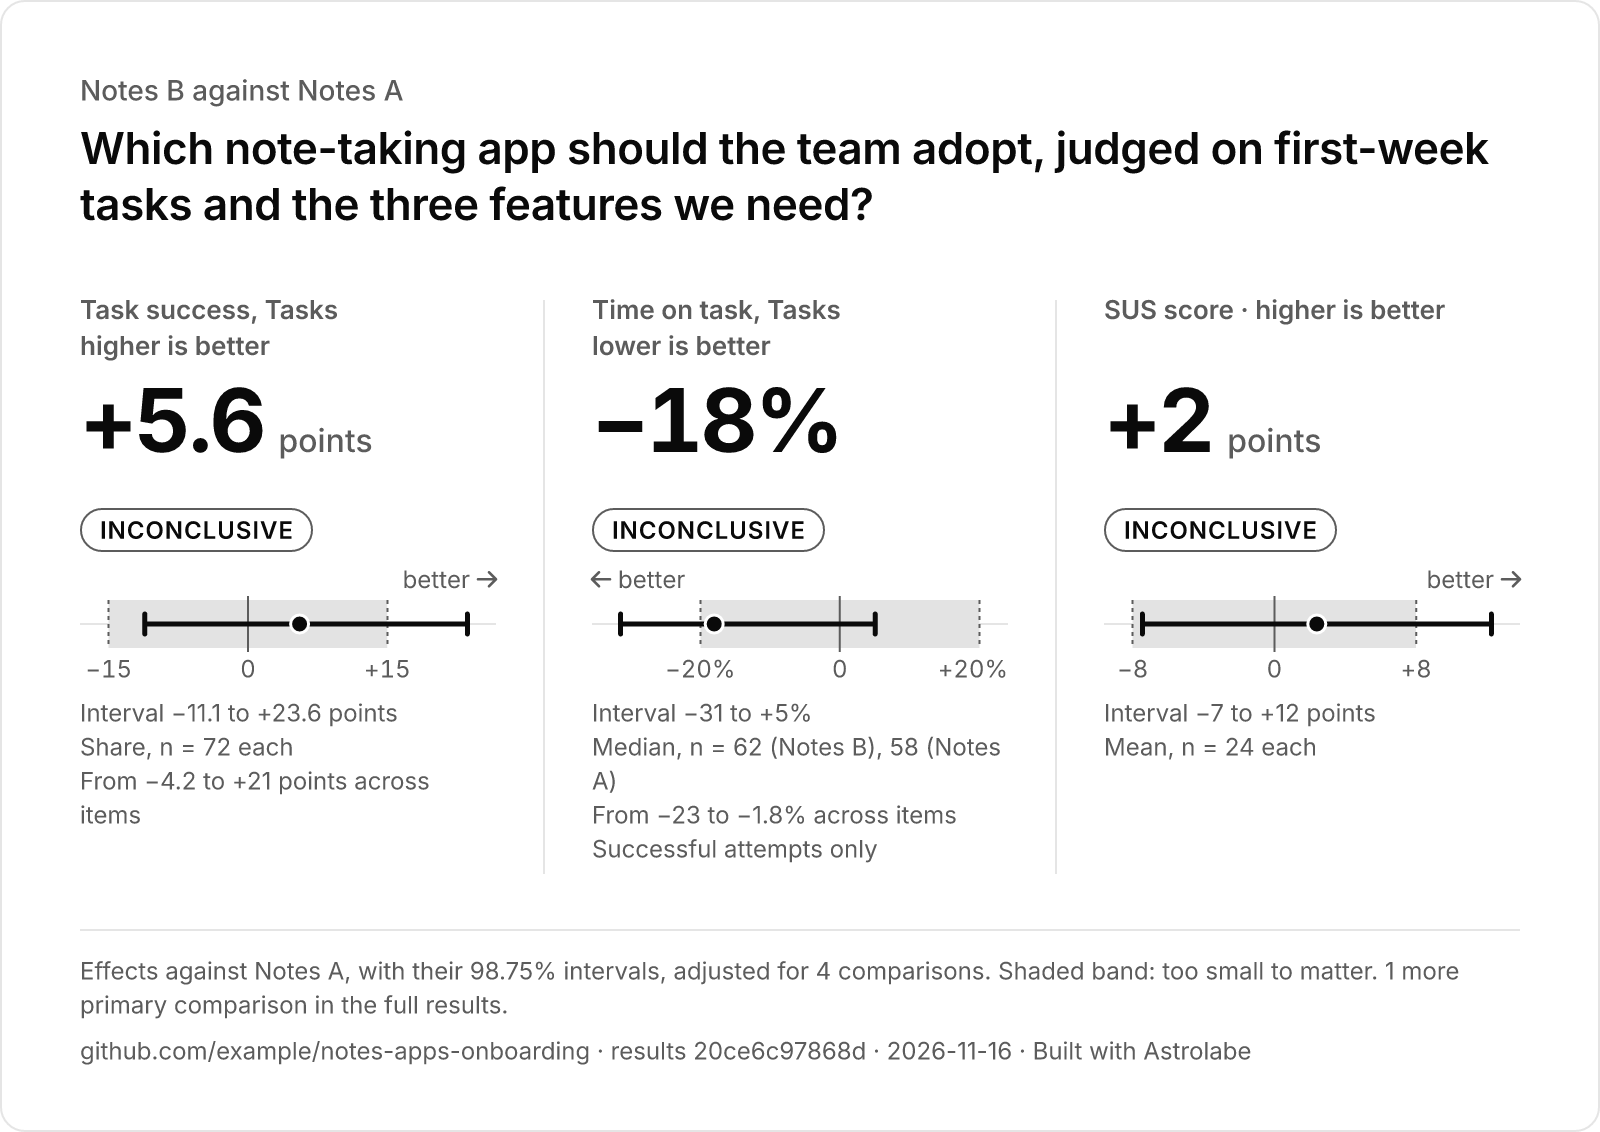 Notes B against Notes A
Which note-taking app should the team adopt, judged on first-week
tasks and the three features we need?
Task success, Tasks
higher is better
+5.6 points
INCONCLUSIVE
better →
−15 0 +15
Interval −11.1 to +23.6 points
Share, n = 72 each
From −4.2 to +21 points across
items
Time on task, Tasks
lower is better
−18%
INCONCLUSIVE
← better
−20% 0 +20%
Interval −31 to +5%
Median, n = 62 (Notes B), 58 (Notes
A)
From −23 to −1.8% across items
Successful attempts only
SUS score · higher is better
+2 points
INCONCLUSIVE
better →
−8 0 +8
Interval −7 to +12 points
Mean, n = 24 each
Effects against Notes A, with their 98.75% intervals, adjusted for 4 comparisons. Shaded band: too small to matter. 1 more
primary comparison in the full results.
github.com/example/notes-apps-onboarding · results 20ce6c97868d · 2026-11-16 · Built with Astrolabe